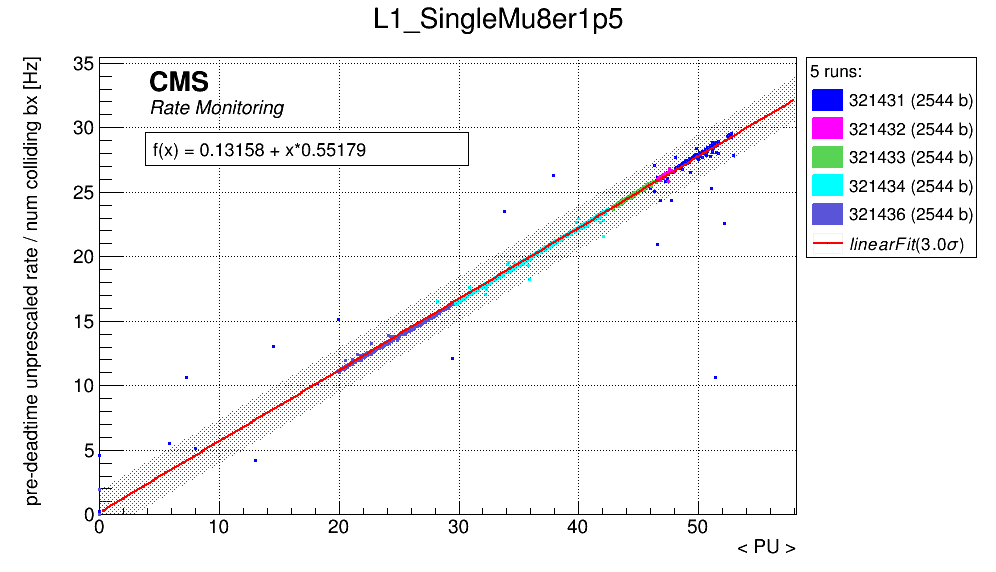 L1_SingleMu8er1p5
pre-deadtime unprescaled rate / num colliding bx [Hz]
35
30
25
20
15
10
5
0
CMS
Rate Monitoring
f(x) = 0.13158 + x*0.55179
0 10 20 30 40 50
< PU >
5 runs:
321431 (2544 b)
321432 (2544 b)
321433 (2544 b)
321434 (2544 b)
321436 (2544 b)
linearFit(3.0σ)